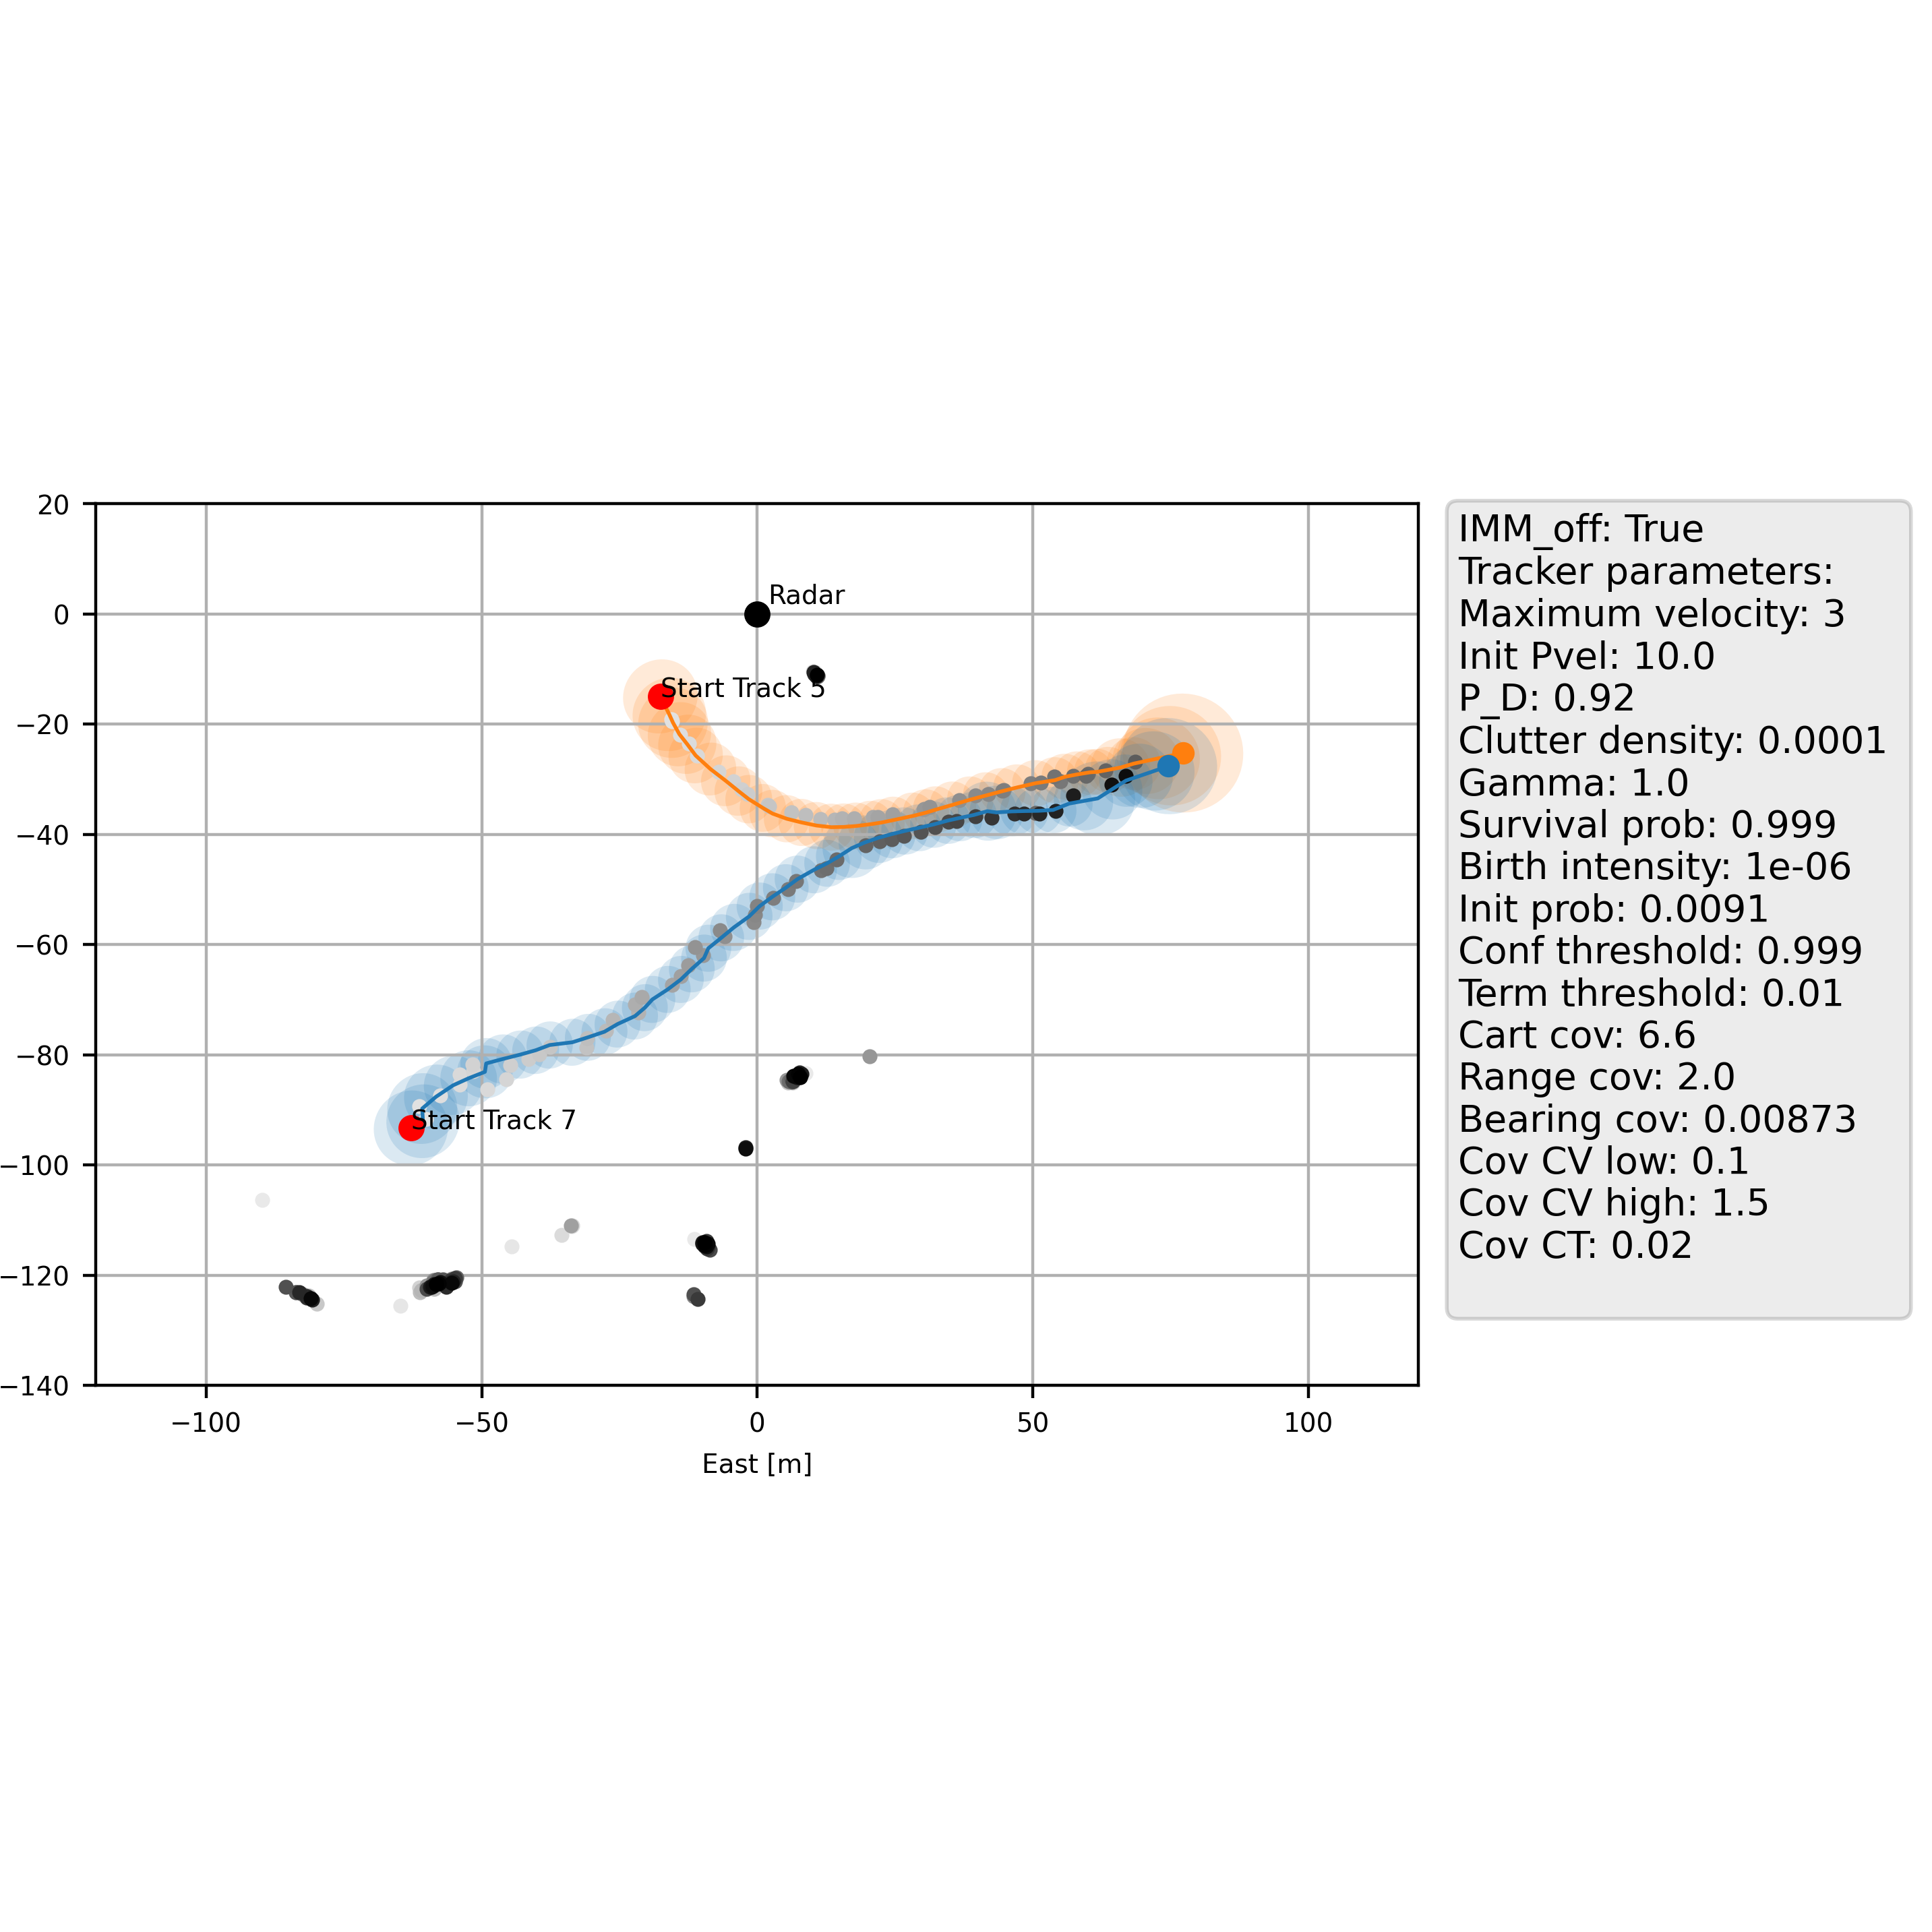 20
0
−20
−40
−60
−80
−100
−120
−140
−100
−50
0
50
100
East [m]
Radar
Start Track 5
Start Track 7
IMM_off: True
Tracker parameters:
Maximum velocity: 3
Init Pvel: 10.0
P_D: 0.92
Clutter density: 0.0001
Gamma: 1.0
Survival prob: 0.999
Birth intensity: 1e-06
Init prob: 0.0091
Conf threshold: 0.999
Term threshold: 0.01
Cart cov: 6.6
Range cov: 2.0
Bearing cov: 0.00873
Cov CV low: 0.1
Cov CV high: 1.5
Cov CT: 0.02